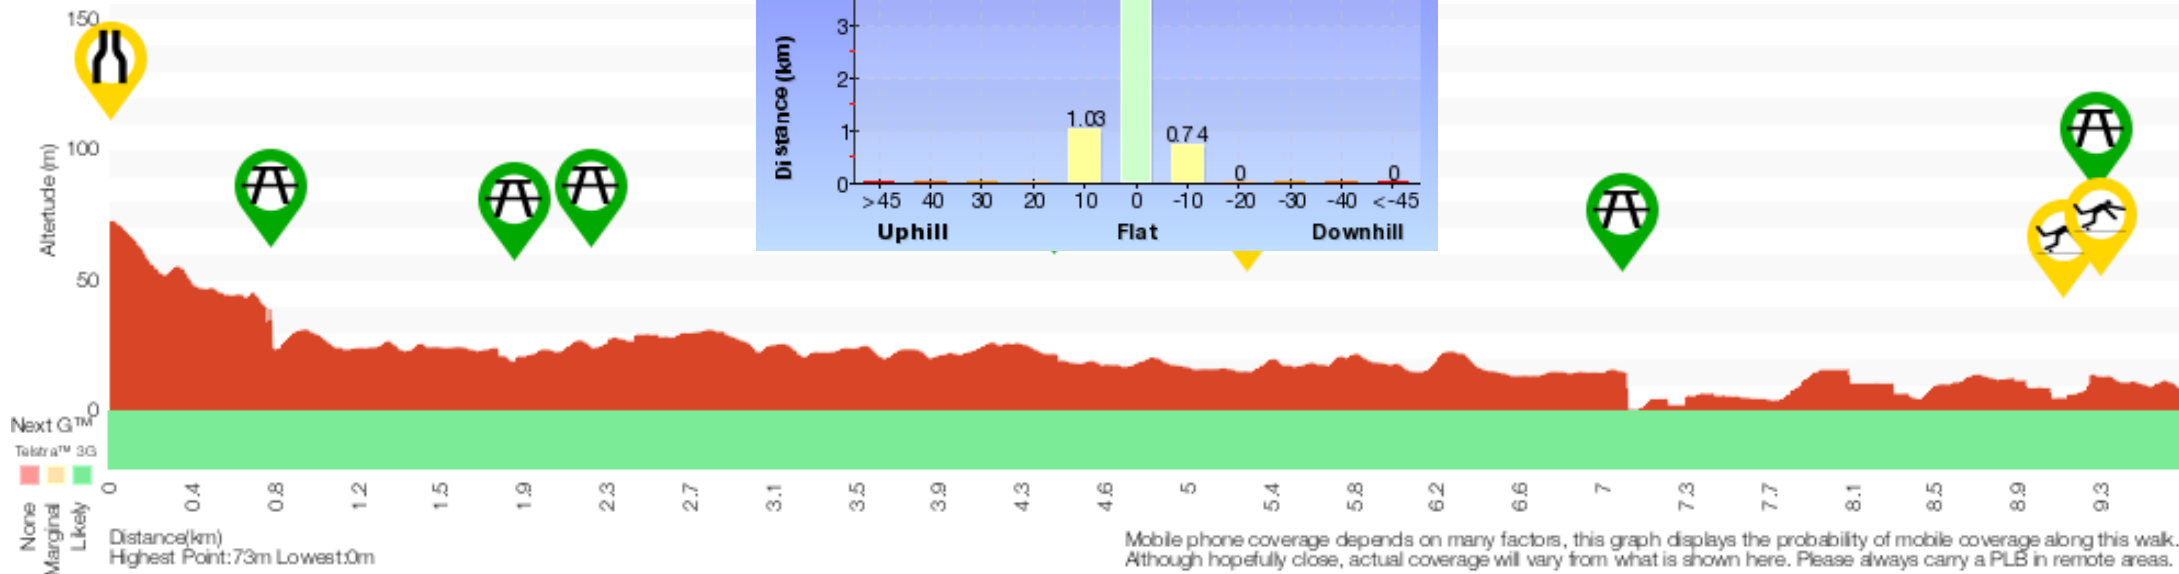 150
100
50
0
Altertude (m)
Distance (km)
3
2
1
0
1.03
0.74
0
0
>45 40 30 20 10 0 -10 -20 -30 -40 <-45
Uphill Flat Downhill
Next G™
Telstra™ 3G
None
Marginal
Likely
0 0.4 0.8 1.2 1.5 1.9 2.3 2.7 3.1 3.5 3.9 4.3 4.6 5 5.4 5.8 6.2 6.6 7 7.3 7.7 8.1 8.5 8.9 9.3
Distance(km)
Highest Point:73m Lowest:0m
Mobile phone coverage depends on many factors, this graph displays the probability of mobile coverage along this walk.
Although hopefully close, actual coverage will vary from what is shown here. Please always carry a PLB in remote areas.